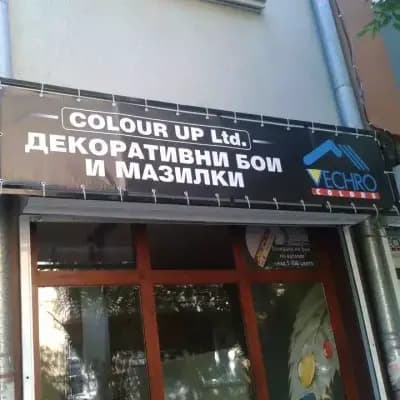 COLOUR UP Ltd.
ДЕКОРАТИВНИ БОИ
И МАЗИЛКИ
VECHRO
COLORS